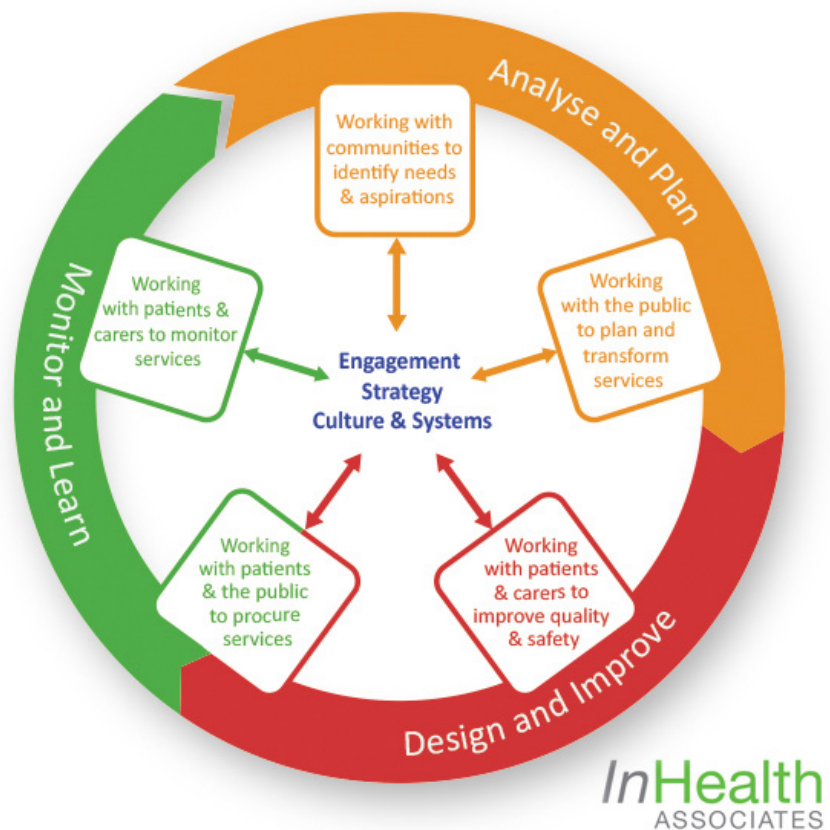 Analyse and Plan
Working with
communities to
identify needs
& aspirations
Working
with the public
to plan and
transform
services
Working
with patients
& carers to
improve quality
& safety
Design and Improve
Working
with patients
& the public
to procure
services
Monitor and Learn
Working
with patients &
carers to monitor
services
Engagement
Strategy
Culture & Systems
InHealth
ASSOCIATES